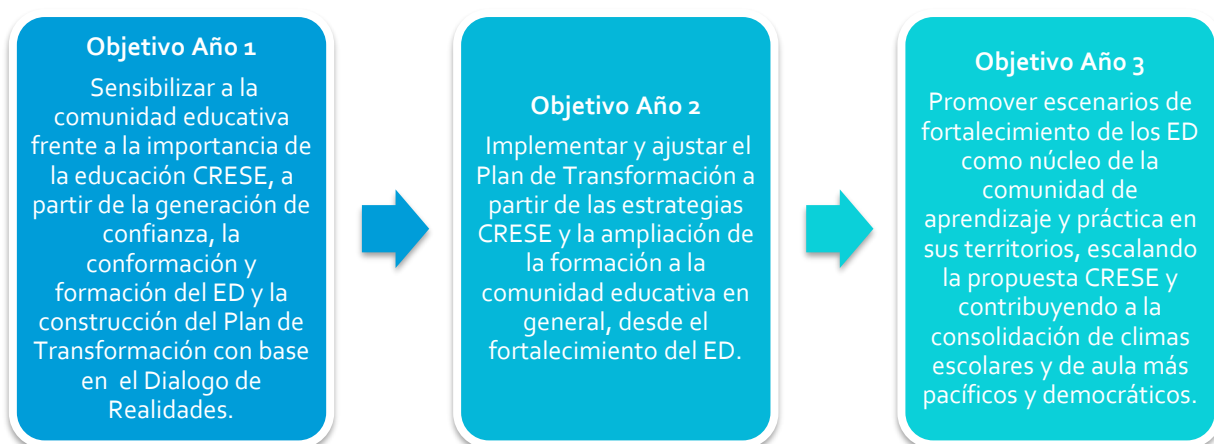 Objetivo Año 1
Sensibilizar a la
comunidad educativa
frente a la importancia de
la educación CRESE, a
partir de la generación de
confianza, la
conformación y
formación del ED y la
construcción del Plan de
Transformación con base
en el Dialogo de
Realidades.
Objetivo Año 2
Implementar y ajustar el
Plan de Transformación a
partir de las estrategias
CRESE y la ampliación de
la formación a la
comunidad educativa en
general, desde el
fortalecimiento del ED.
Objetivo Año 3
Promover escenarios de
fortalecimiento de los ED
como núcleo de la
comunidad de
aprendizaje y práctica en
sus territorios, escalando
la propuesta CRESE y
contribuyendo a la
consolidación de climas
escolares y de aula más
pacíficos y democráticos.